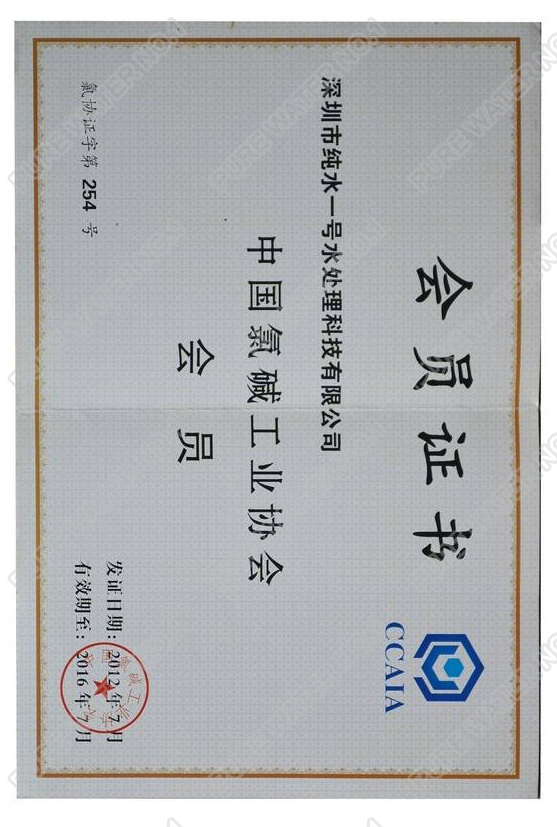 会员证书
CCAIA
深圳市纯水一号水处理科技有限公司
中国氯碱工业协会
会员
氯协证字第 254 号
发证日期：2012年7月
有效期至：2016年7月